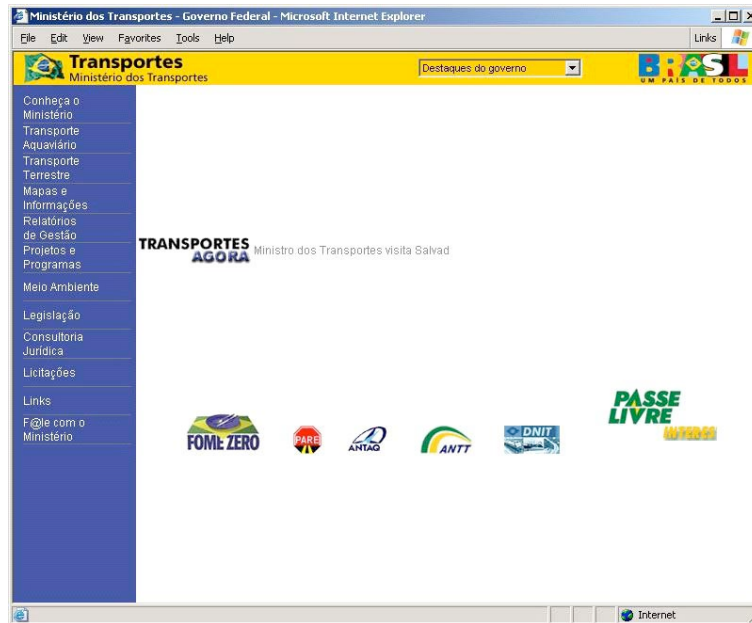 Ministério dos Transportes - Governo Federal - Microsoft Internet Explorer
File Edit View Favorites Tools Help Links
Transportes
Ministério dos Transportes
Destaques do governo
BRASIL
UM PAÍS DE TODOS
Conheça o
Ministério
Transporte
Aquaviário
Transporte
Terrestre
Mapas e
Informações
Relatórios
de Gestão
Projetos e
Programas
Meio Ambiente
Legislação
Consultoria
Jurídica
Licitações
Links
F@le com o
Ministério
TRANSPORTES
AGORA
Ministro dos Transportes visita Salvad
FOME ZERO
PARE
ANTAQ
ANTT
DNIT
PASSE
LIVRE
INTERES
Internet